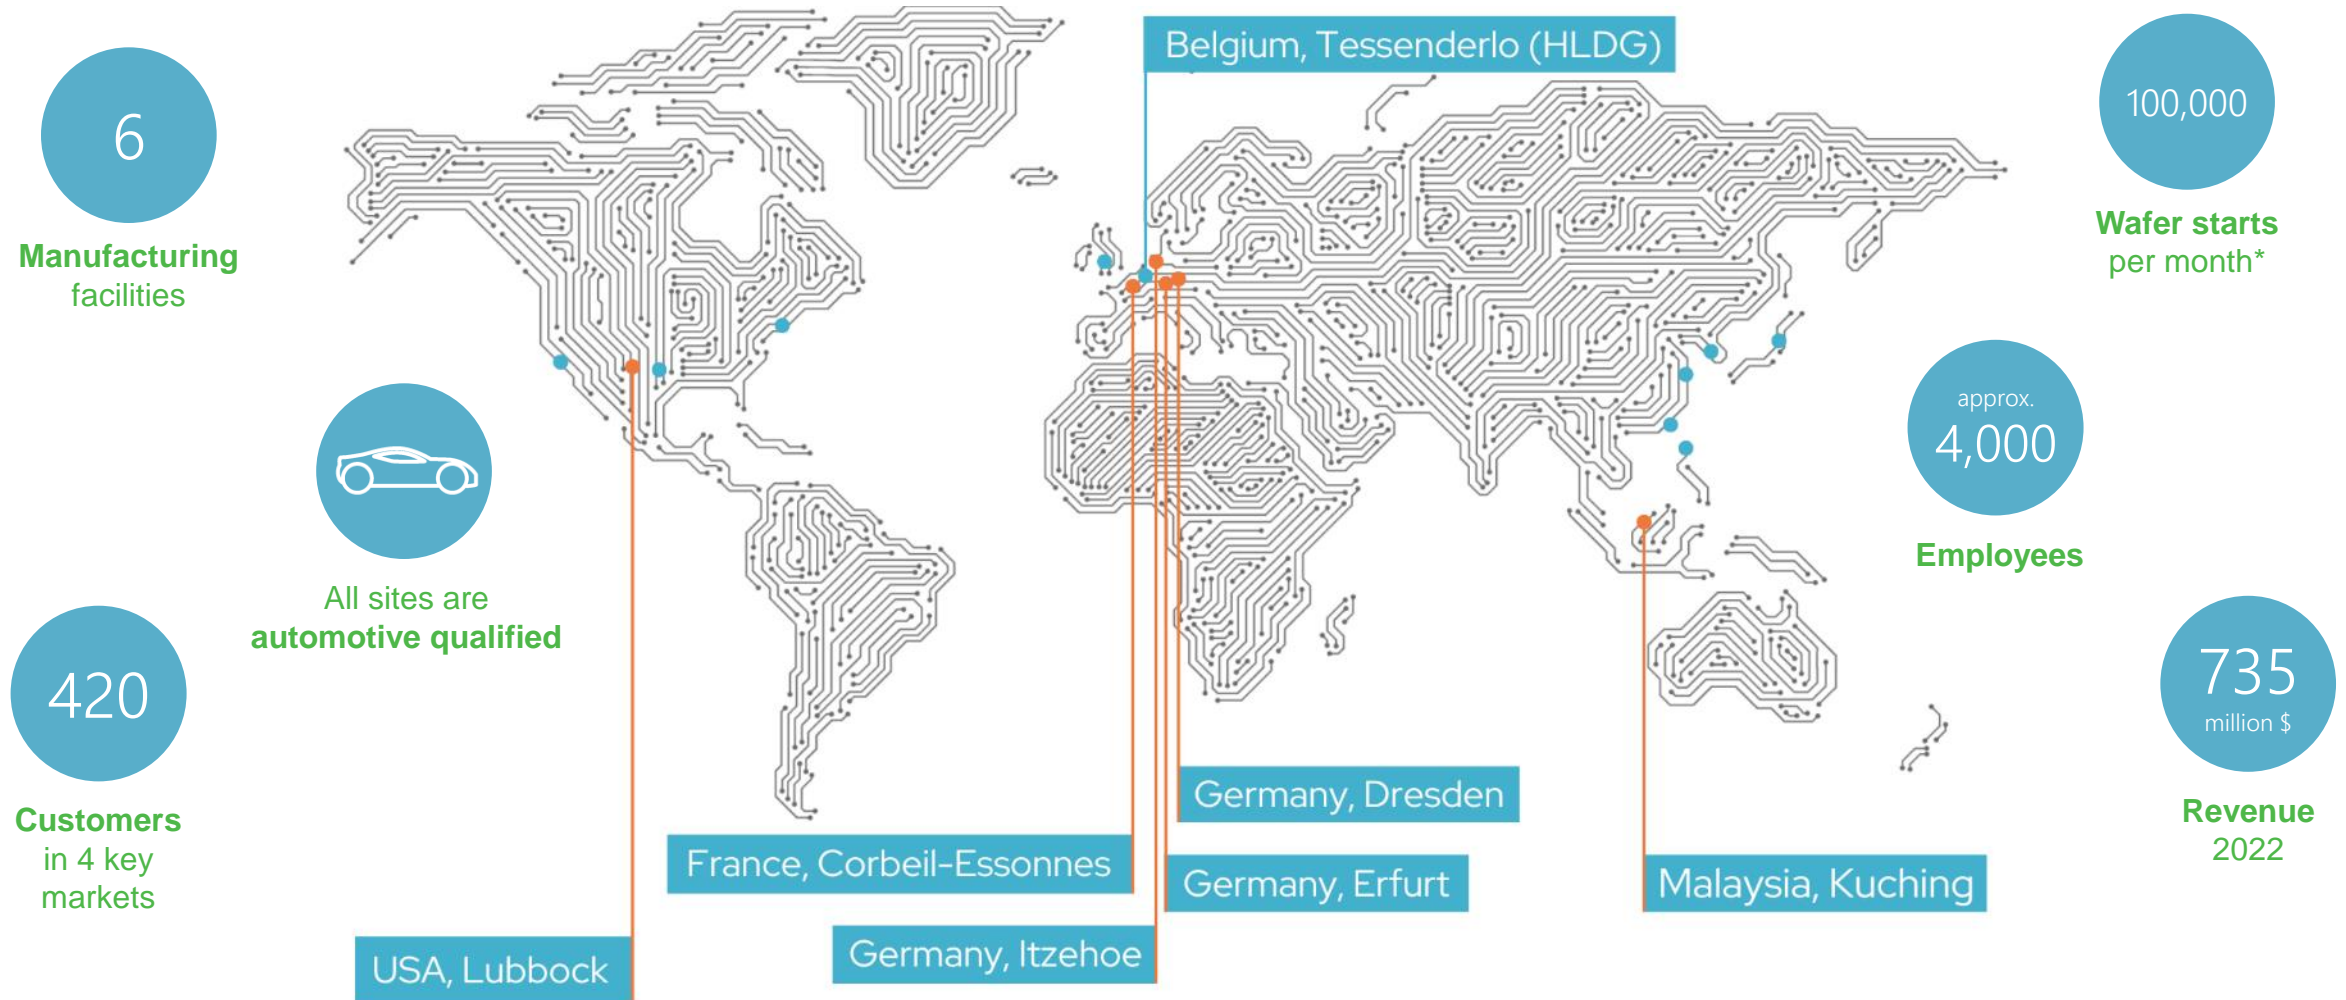 Belgium, Tessenderlo (HLDG)
6
Manufacturing
facilities
100,000
Wafer starts
per month*
All sites are
automotive qualified
approx.
4,000
Employees
420
Customers
in 4 key
markets
735
million $
Revenue
2022
Germany, Dresden
France, Corbeil-Essonnes
Germany, Erfurt
Malaysia, Kuching
Germany, Itzehoe
USA, Lubbock